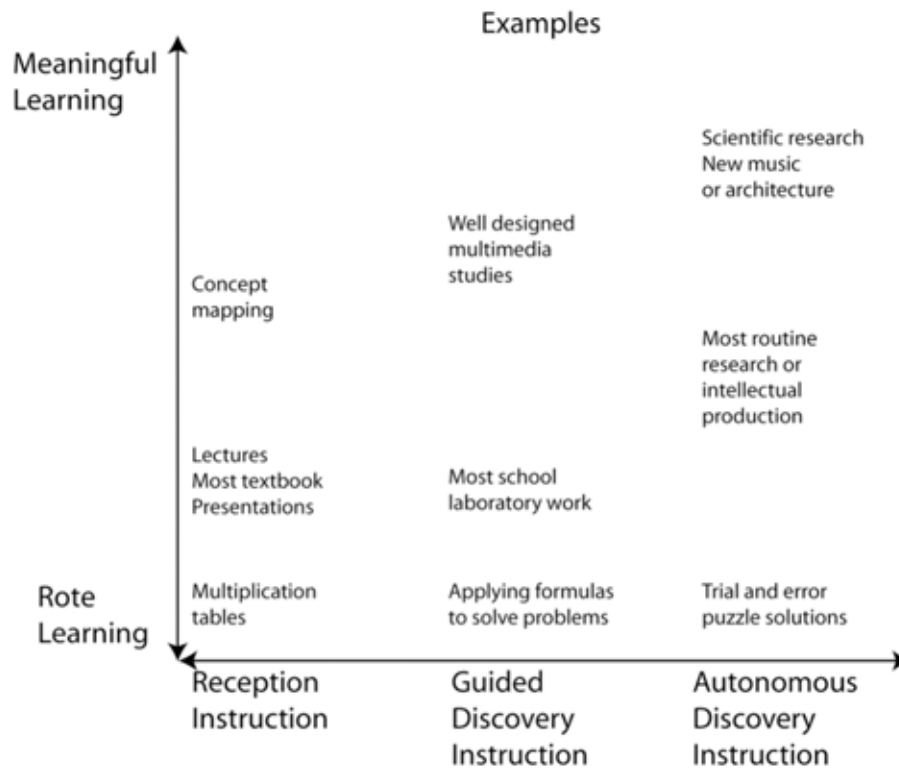 Examples
Meaningful
Learning
Scientific research
New music
or architecture
Well designed
multimedia
studies
Concept
mapping
Most routine
research or
intellectual
production
Lectures
Most textbook
Presentations
Most school
laboratory work
Rote
Learning
Multiplication
tables
Applying formulas
to solve problems
Trial and error
puzzle solutions
Reception
Instruction
Guided
Discovery
Instruction
Autonomous
Discovery
Instruction